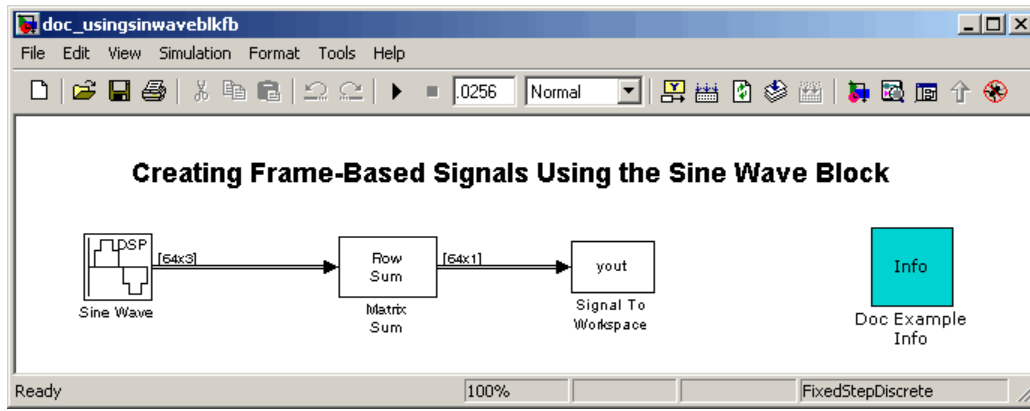 doc_usingsinwaveblkfb
File Edit View Simulation Format Tools Help
.0256 Normal
Creating Frame-Based Signals Using the Sine Wave Block
DSP
[64x3]
Sine Wave
Row
Sum
Matrix
Sum
[64x1]
yout
Signal To
Workspace
Info
Doc Example
Info
Ready 100% FixedStepDiscrete